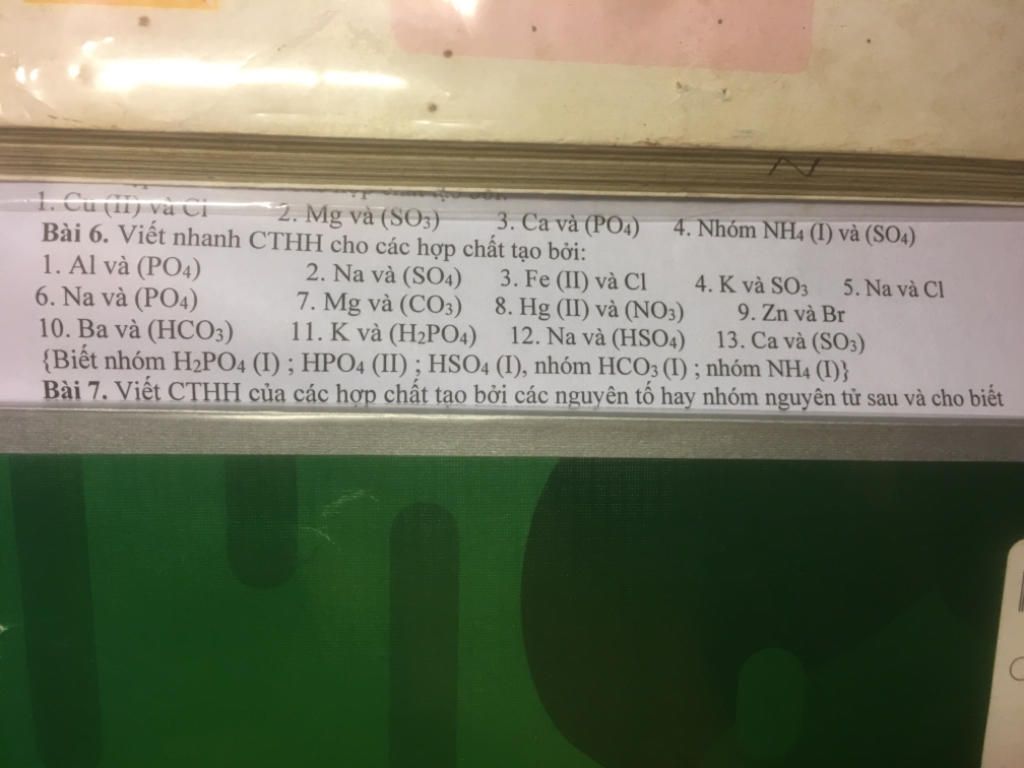 1. Cu (II) và Cl 2. Mg và (SO₃) 3. Ca và (PO₄) 4. Nhóm NH₄ (I) và (SO₄)
Bài 6. Viết nhanh CTHH cho các hợp chất tạo bởi:
1. Al và (PO₄) 2. Na và (SO₄) 3. Fe (II) và Cl 4. K và SO₃ 5. Na và Cl
6. Na và (PO₄) 7. Mg và (CO₃) 8. Hg (II) và (NO₃) 9. Zn và Br
10. Ba và (HCO₃) 11. K và (H₂PO₄) 12. Na và (HSO₄) 13. Ca và (SO₃)
{Biết nhóm H₂PO₄ (I) ; HPO₄ (II) ; HSO₄ (I), nhóm HCO₃ (I) ; nhóm NH₄ (I)}
Bài 7. Viết CTHH của các hợp chất tạo bởi các nguyên tố hay nhóm nguyên tử sau và cho biết